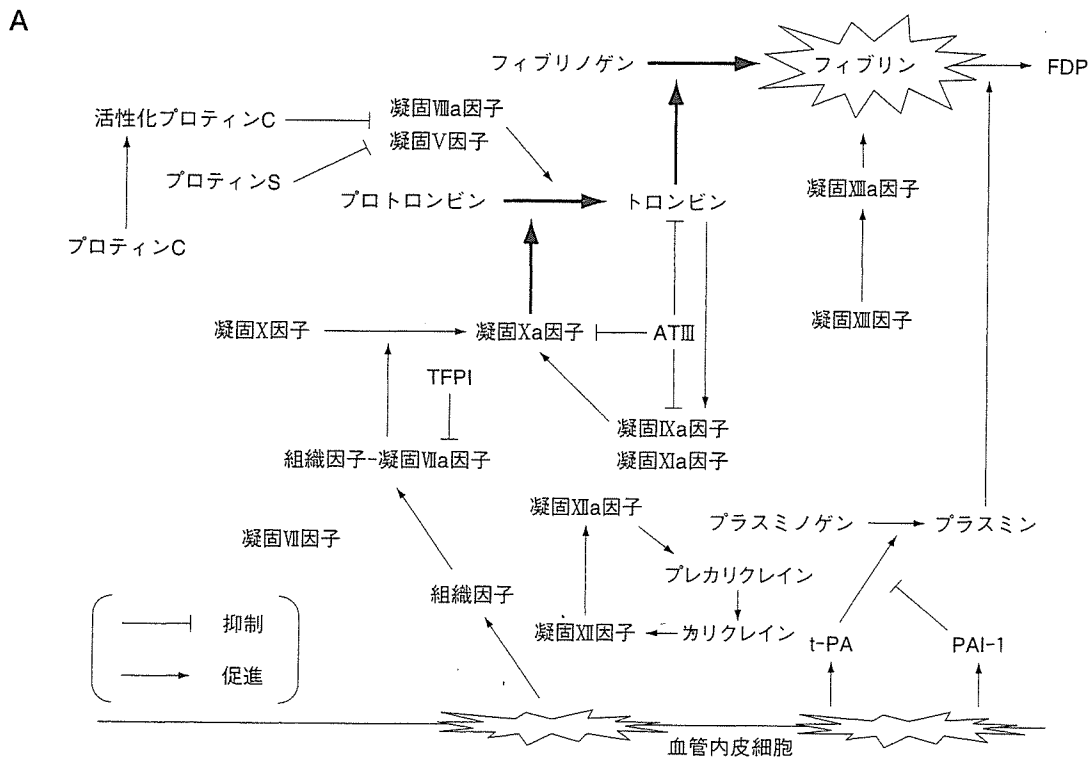 A
フィブリノゲン
フィブリン
FDP
活性化プロティンC
凝固Ⅷa因子
凝固Ⅴ因子
プロティンS
プロトロンビン
トロンビン
凝固ⅩⅢa因子
プロティンC
凝固Ⅹ因子
凝固Ⅹa因子
ATⅢ
凝固ⅩⅢ因子
TFPI
凝固Ⅸa因子
組織因子-凝固Ⅶa因子
凝固Ⅺa因子
凝固Ⅻa因子
プラスミノゲン
プラスミン
凝固Ⅶ因子
プレカリクレイン
組織因子
抑制
凝固Ⅻ因子
カリクレイン
t-PA
PAI-1
促進
血管内皮細胞